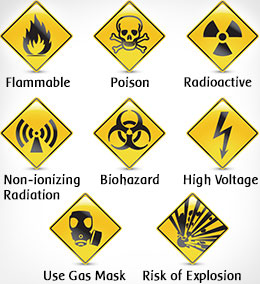 Flammable Poison Radioactive
Non-ionizing Radiation Biohazard High Voltage
Use Gas Mask Risk of Explosion